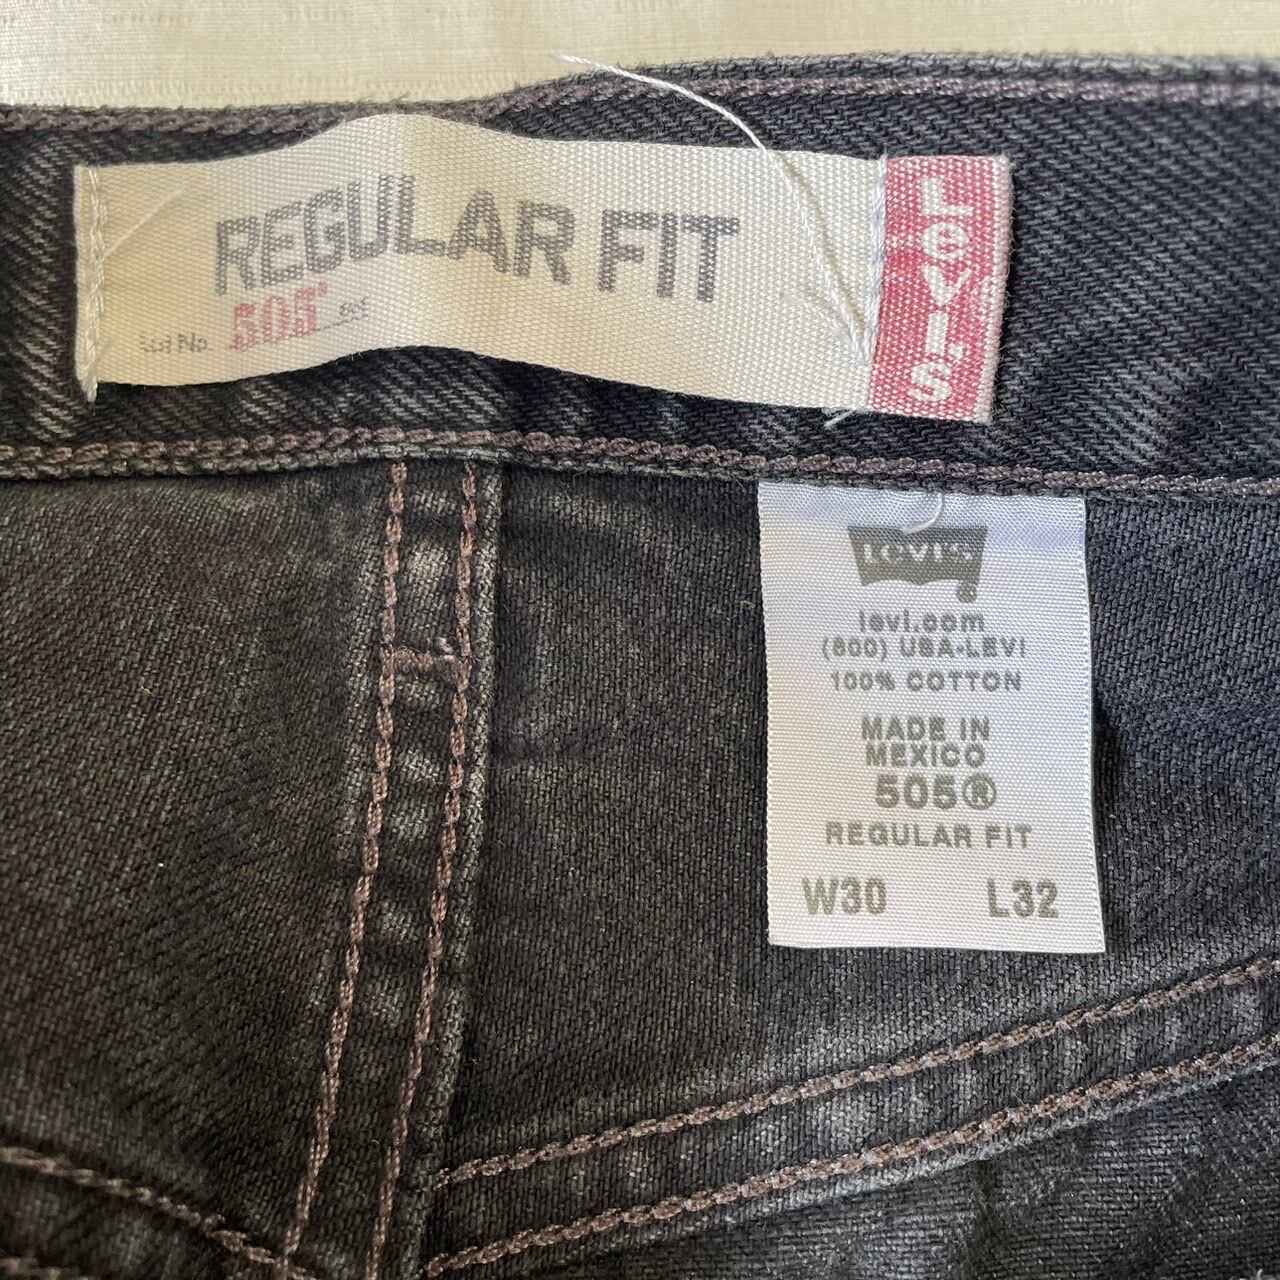 REGULAR FIT
No 505
LEVI'S
Levi's®
levi.com
(800) USA-LEVI
100% COTTON
MADE IN
MEXICO
505®
REGULAR FIT
W30 L32